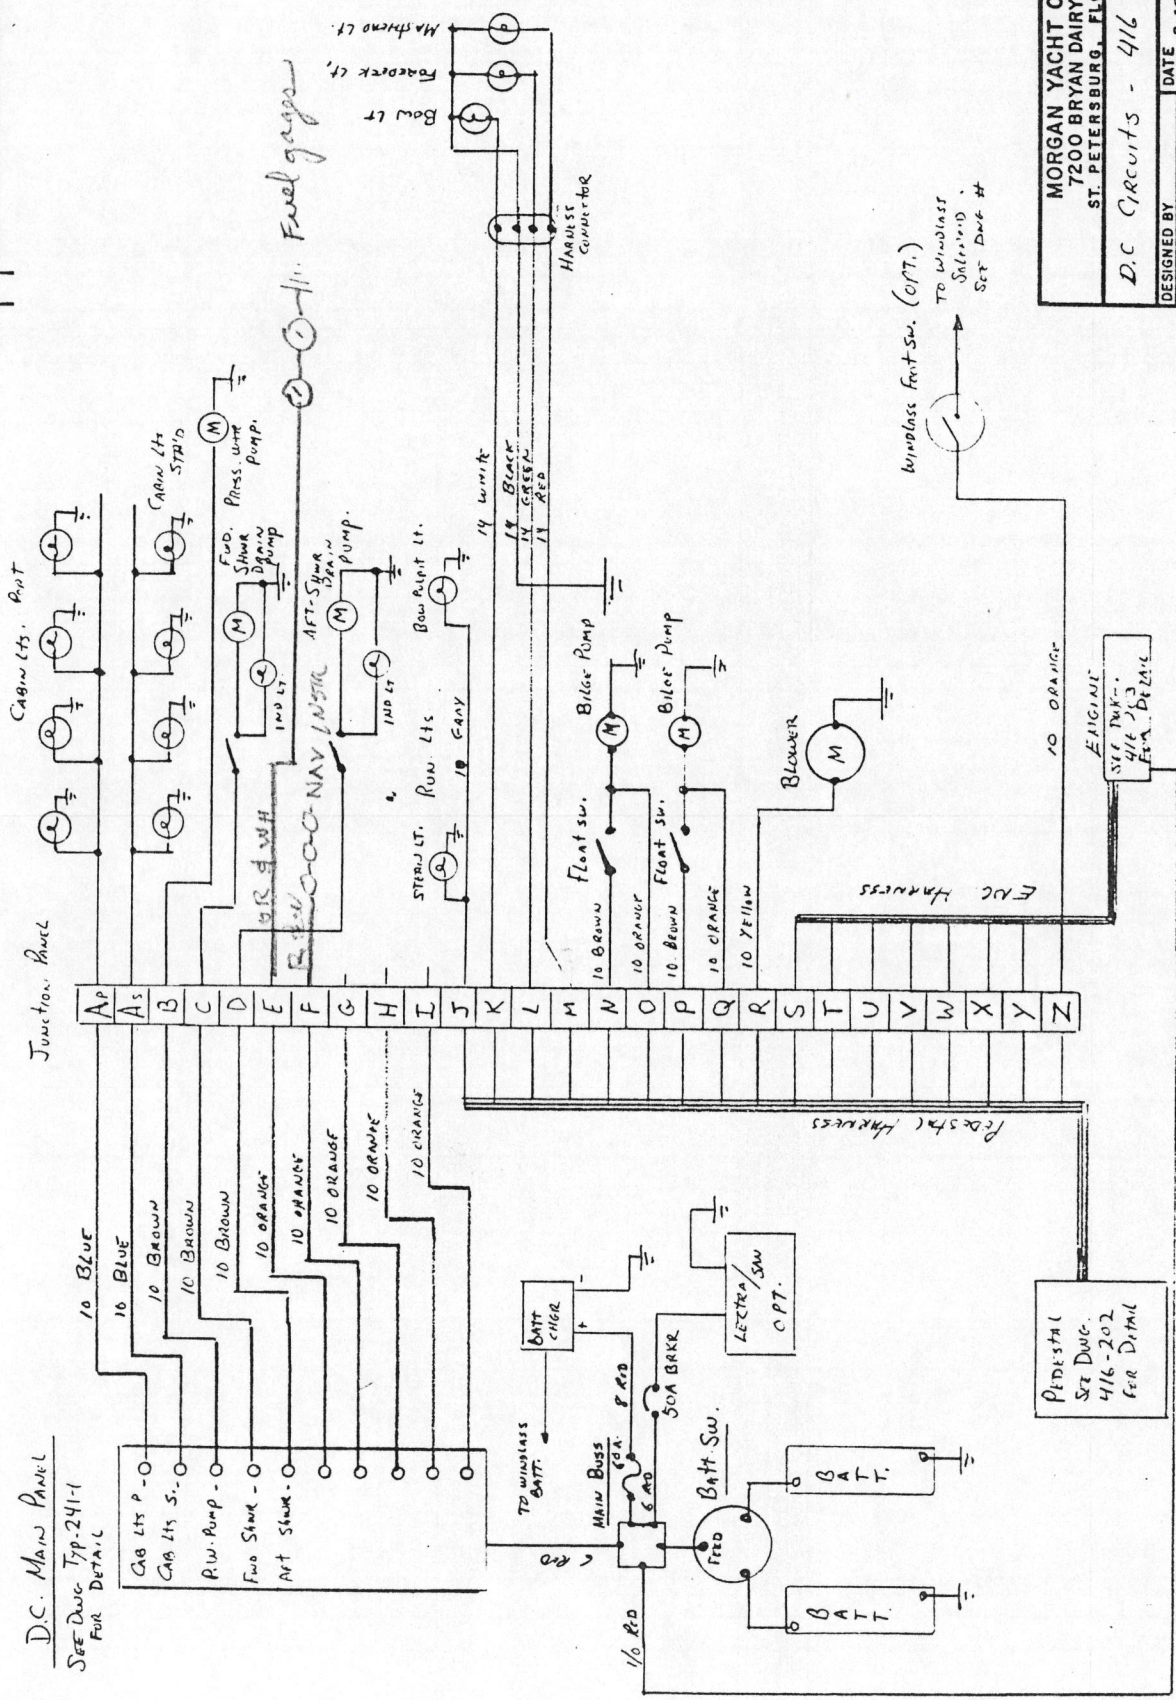 D.C. MAIN PANEL
SEE DWG TYP-241-1
FOR DETAIL
CAB LTS P.
CAB LTS S.
P.W. PUMP
FWD SHWR
AFT SHWR
10 BLUE
10 BLUE
10 BROWN
10 BROWN
10 BROWN
10 ORANGE
10 ORANGE
10 ORANGE
10 ORANGE
10 ORANGE
JUNCTION PANEL
AP
AS
B
C
D
E
F
G
H
I
J
K
L
M
N
O
P
Q
R
S
T
U
V
W
X
Y
Z
CABIN LTS. PORT
CABIN LTS
STB'D
PRESS. WTR
PUMP.
FWD.
SHWR
DRAIN
PUMP
IND LT.
GR & WH
Fuel gages
NAV INSTR
AFT-SHWR
DRAIN
PUMP.
IND LT
STERN LT.
RUN. LTS
BOW PULPIT LT.
10 GRAY
14 WHITE
14 BLACK
14 GREEN
14 RED
HARNESS
CONNECTOR
BOW LT
FOREDECK LT.
MASTHEAD LT.
10 BROWN
FLOAT SW.
BILGE PUMP
M
10 ORANGE
10 BROWN
FLOAT SW.
BILGE PUMP
M
10 ORANGE
10 YELLOW
BLOWER
M
ENG HARNESS
PEDESTAL HARNESS
10 ORANGE
WINDLASS FOOT SW. (OPT.)
TO WINDLASS
SOLENOID.
SEE DWG #
ENGINE
FOR DETAIL
PEDESTAL
SEE DWG.
416-202
FOR DETAIL
TO WINDLASS
BATT.
BATT
CHGR
+
-
8 RED
60A.
MAIN BUSS
6 RED
50A BRKR
LECTRA/SAN
OPT.
6 RED
BATT. SW.
FEED
1/0 RED
BATT.
BATT.
MORGAN YACHT
7200 BRYAN DAIRY
ST. PETERSBURG,
D.C CIRCUITS - 416
DESIGNED BY
DATE